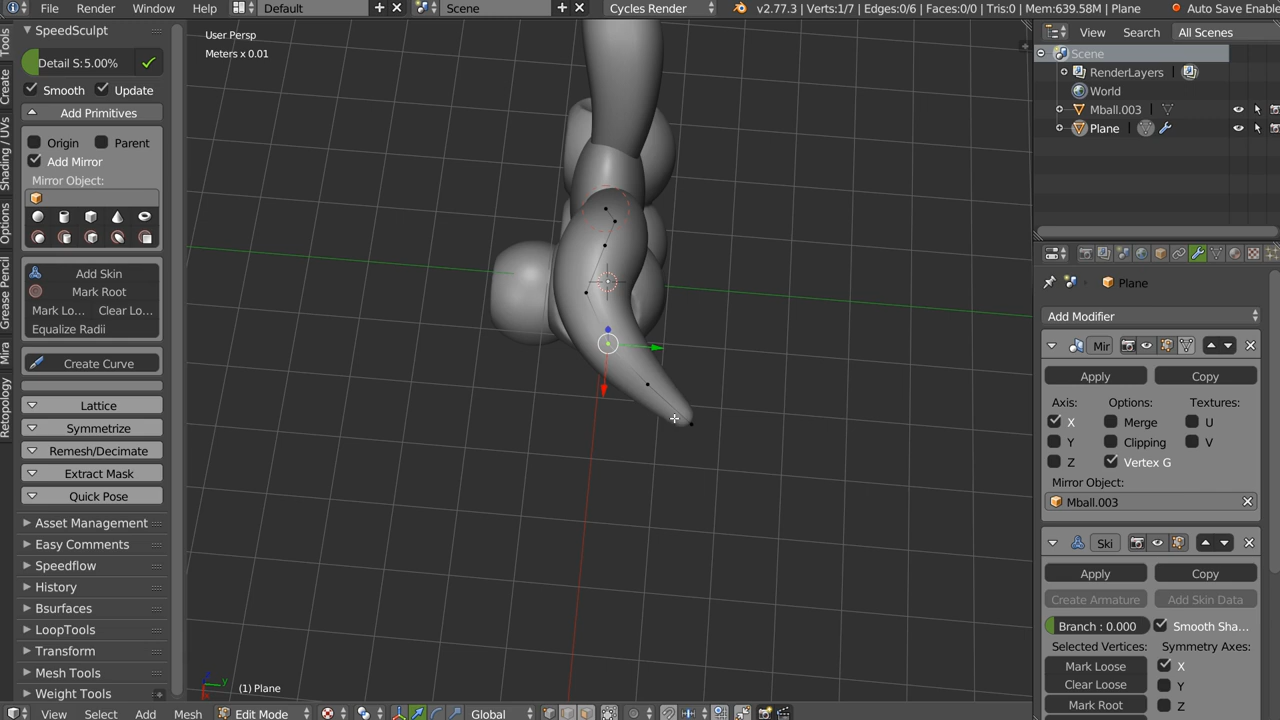 File Render Window Help Default Scene Cycles Render v2.77.3 | Verts:1/7 | Edges:0/6 | Faces:0/0 | Tris:0 | Mem:639.58M | Plane Auto Save Enable
Tools
Create
Shading / UVs
Options
Grease Pencil
Mira
Retopology
SpeedSculpt
Detail S: 5.00%
Smooth Update
Add Primitives
Origin Parent
Add Mirror
Mirror Object:
Add Skin
Mark Root
Mark Lo... Clear Lo...
Equalize Radii
Create Curve
Lattice
Symmetrize
Remesh/Decimate
Extract Mask
Quick Pose
Asset Management
Easy Comments
Speedflow
History
Bsurfaces
LoopTools
Transform
Mesh Tools
Weight Tools
User Persp
Meters x 0.01
(1) Plane
View Select Add Mesh Edit Mode Global
View Search All Scenes
Scene
RenderLayers
World
Mball.003
Plane
Plane
Add Modifier
Mir
Apply Copy
Axis: Options: Textures:
X Merge U
Y Clipping V
Z Vertex G
Mirror Object:
Mball.003
Ski
Apply Copy
Create Armature Add Skin Data
Branch : 0.000 Smooth Sha...
Selected Vertices: Symmetry Axes:
Mark Loose X
Clear Loose Y
Mark Root Z